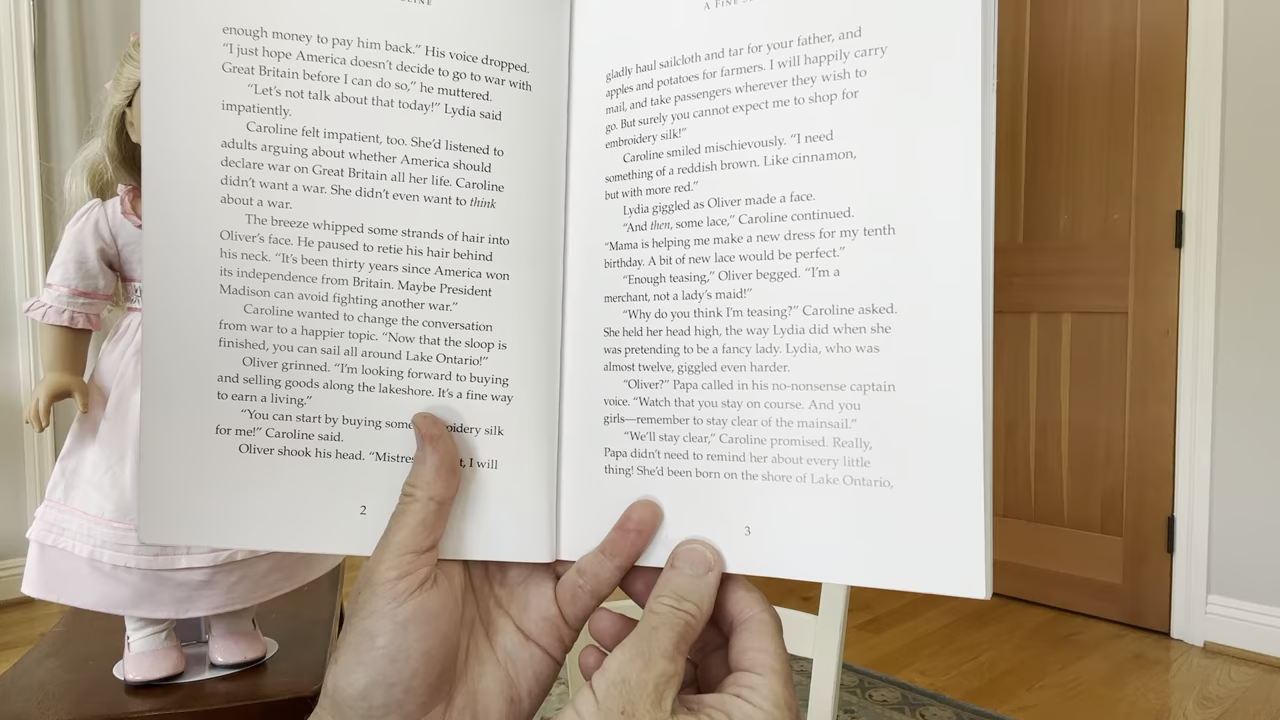 enough money to pay him back.” His voice dropped.
“I just hope America doesn’t decide to go to war with
Great Britain before I can do so,” he muttered.
“Let’s not talk about that today!” Lydia said
impatiently.
Caroline felt impatient, too. She’d listened to
adults arguing about whether America should
declare war on Great Britain all her life. Caroline
didn’t want a war. She didn’t even want to think
about a war.
The breeze whipped some strands of hair into
Oliver’s face. He paused to retie his hair behind
his neck. “It’s been thirty years since America won
its independence from Britain. Maybe President
Madison can avoid fighting another war.”
Caroline wanted to change the conversation
from war to a happier topic. “Now that the sloop is
finished, you can sail all around Lake Ontario!”
Oliver grinned. “I’m looking forward to buying
and selling goods along the lakeshore. It’s a fine way
to earn a living.”
“You can start by buying some silk
for me!” Caroline said.
Oliver shook his head. I will
2
A FINE
gladly haul sailcloth and tar for your father, and
apples and potatoes for farmers. I will happily carry
mail, and take passengers wherever they wish to
go. But surely you cannot expect me to shop for
embroidery silk!”
Caroline smiled mischievously. “I need
something of a reddish brown. Like cinnamon,
but with more red.”
Lydia giggled as Oliver made a face.
“And then, some lace,” Caroline continued.
“Mama is helping me make a new dress for my tenth
birthday. A bit of new lace would be perfect.”
“Enough teasing,” Oliver begged. “I’m a
merchant, not a lady’s maid!”
“Why do you think I’m teasing?” Caroline asked.
She held her head high, the way Lydia did when she
was pretending to be a fancy lady. Lydia, who was
almost twelve, giggled even harder.
“Oliver?” Papa called in his no-nonsense captain
voice. “Watch that you stay on course. And you
girls—remember to stay clear of the mainsail.”
“We’ll stay clear,” Caroline promised. Really,
Papa didn’t need to remind her about every little
thing! She’d been born on the shore of Lake Ontario,
3